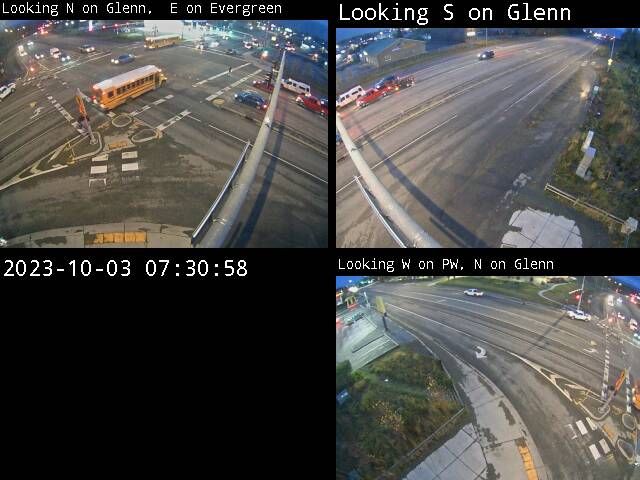 Looking N on Glenn,  E on Evergreen
Looking S on Glenn
2023-10-03 07:30:58
Looking W on PW, N on Glenn